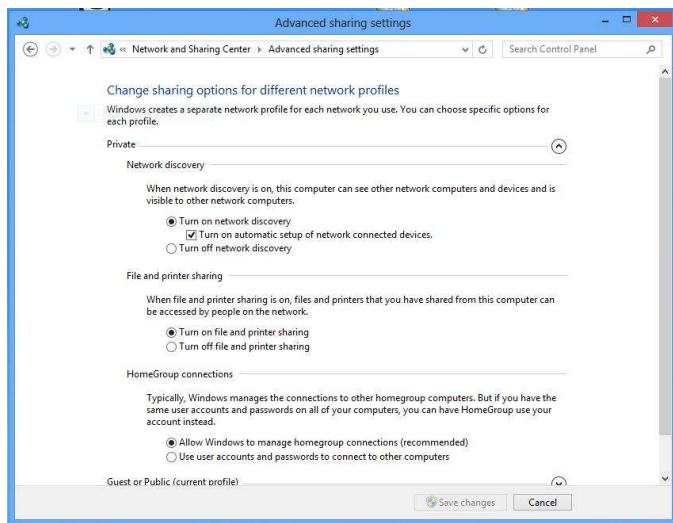 Advanced sharing settings
« Network and Sharing Center ▸ Advanced sharing settings
Search Control Panel
Change sharing options for different network profiles
Windows creates a separate network profile for each network you use. You can choose specific options for
each profile.
Private
Network discovery
When network discovery is on, this computer can see other network computers and devices and is
visible to other network computers.
Turn on network discovery
Turn on automatic setup of network connected devices.
Turn off network discovery
File and printer sharing
When file and printer sharing is on, files and printers that you have shared from this computer can
be accessed by people on the network.
Turn on file and printer sharing
Turn off file and printer sharing
HomeGroup connections
Typically, Windows manages the connections to other homegroup computers. But if you have the
same user accounts and passwords on all of your computers, you can have HomeGroup use your
account instead.
Allow Windows to manage homegroup connections (recommended)
Use user accounts and passwords to connect to other computers
Guest or Public (current profile)
Save changes
Cancel